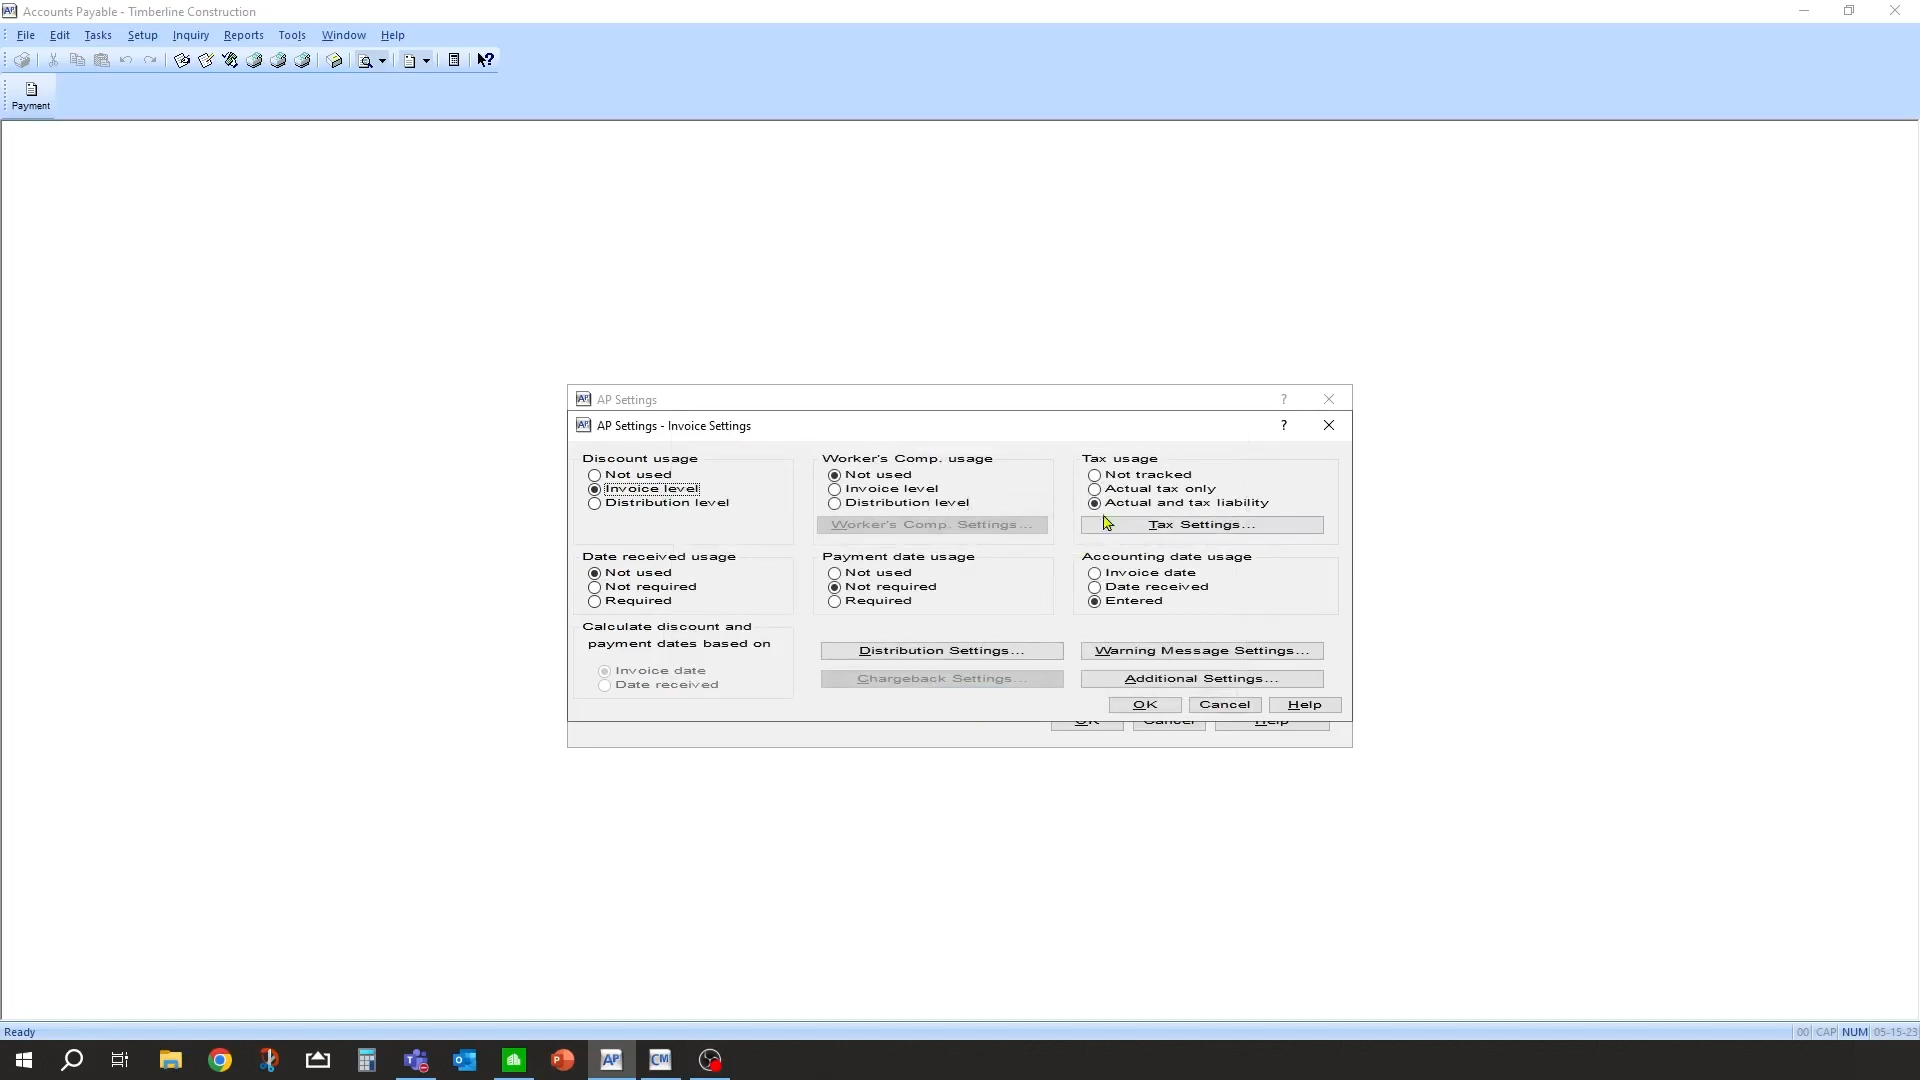 Accounts Payable - Timberline Construction
File Edit Tasks Setup Inquiry Reports Tools Window Help
Payment
AP Settings
AP Settings - Invoice Settings
Discount usage
Not used
Invoice level
Distribution level
Worker's Comp. usage
Not used
Invoice level
Distribution level
Worker's Comp. Settings...
Tax usage
Not tracked
Actual tax only
Actual and tax liability
Tax Settings...
Date received usage
Not used
Not required
Required
Payment date usage
Not used
Not required
Required
Accounting date usage
Invoice date
Date received
Entered
Calculate discount and
payment dates based on
Invoice date
Date received
Distribution Settings...
Warning Message Settings...
Chargeback Settings...
Additional Settings...
OK Cancel Help
OK Cancel Help
Ready
00 CAP NUM 05-15-23
AP CM